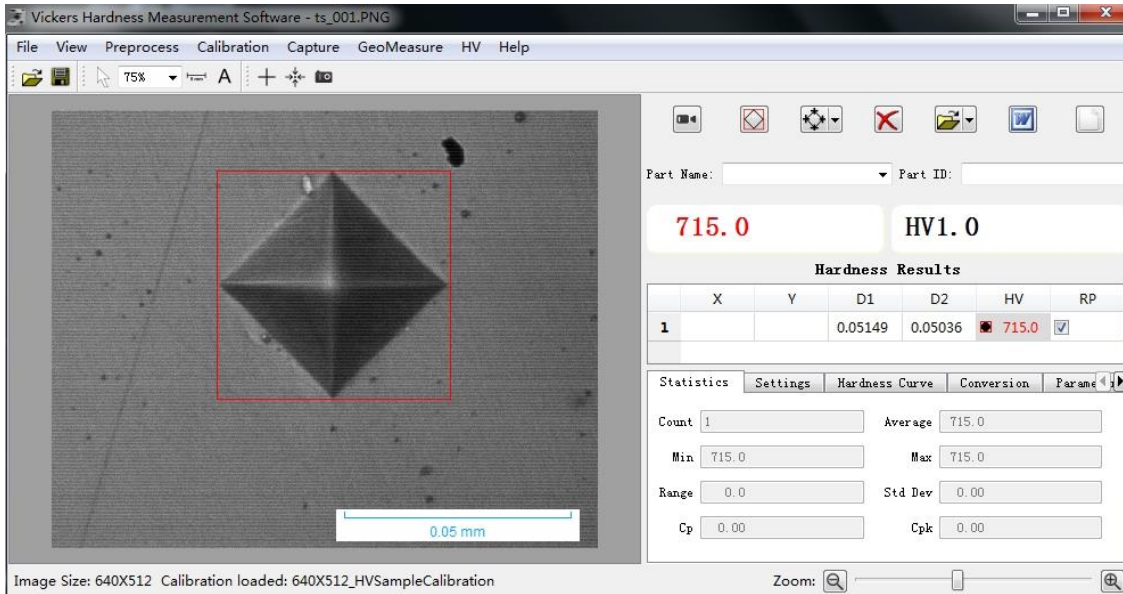 Vickers Hardness Measurement Software - ts_001.PNG
File View Preprocess Calibration Capture GeoMeasure HV Help
75% A
Part Name: Part ID:
715.0 HV1.0
Hardness Results
X Y D1 D2 HV RP
1 0.05149 0.05036 715.0
Statistics Settings Hardness Curve Conversion
Count 1 Average 715.0
Min 715.0 Max 715.0
Range 0.0 Std Dev 0.00
Cp 0.00 Cpk 0.00
0.05 mm
Image Size: 640X512 Calibration loaded: 640X512_HVSampleCalibration Zoom: